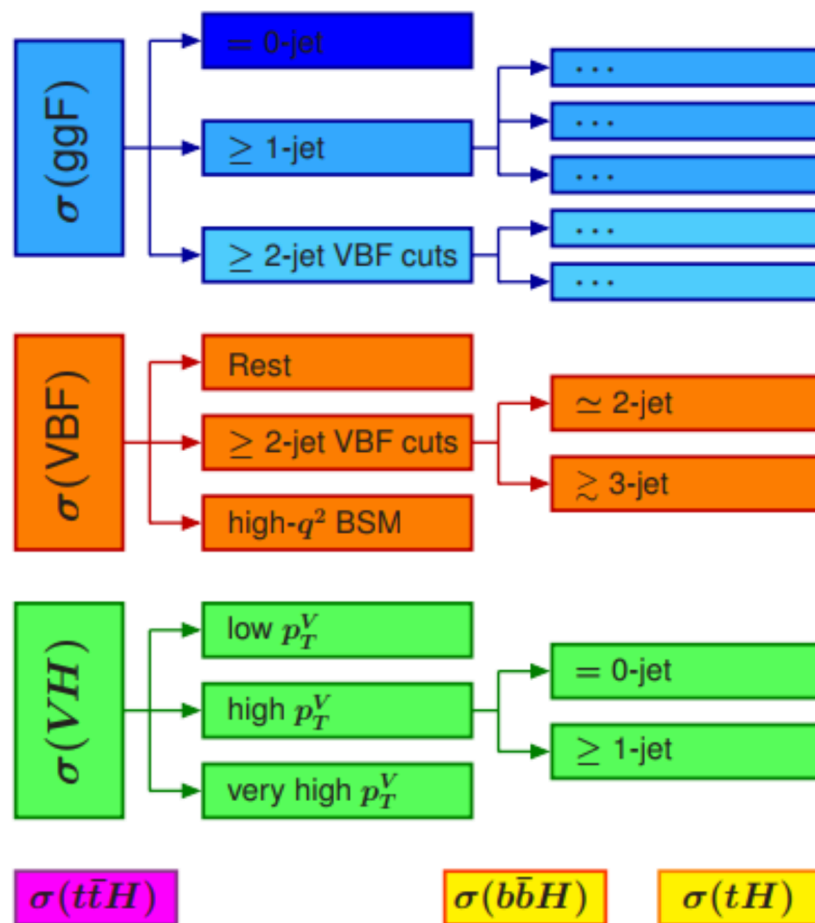 σ(ggF)
= 0-jet
≥ 1-jet
≥ 2-jet VBF cuts
...
...
...
...
...
σ(VBF)
Rest
≥ 2-jet VBF cuts
high-q² BSM
≃ 2-jet
≳ 3-jet
σ(VH)
low p_T^V
high p_T^V
very high p_T^V
= 0-jet
≥ 1-jet
σ(tt̄H)
σ(bb̄H)
σ(tH)